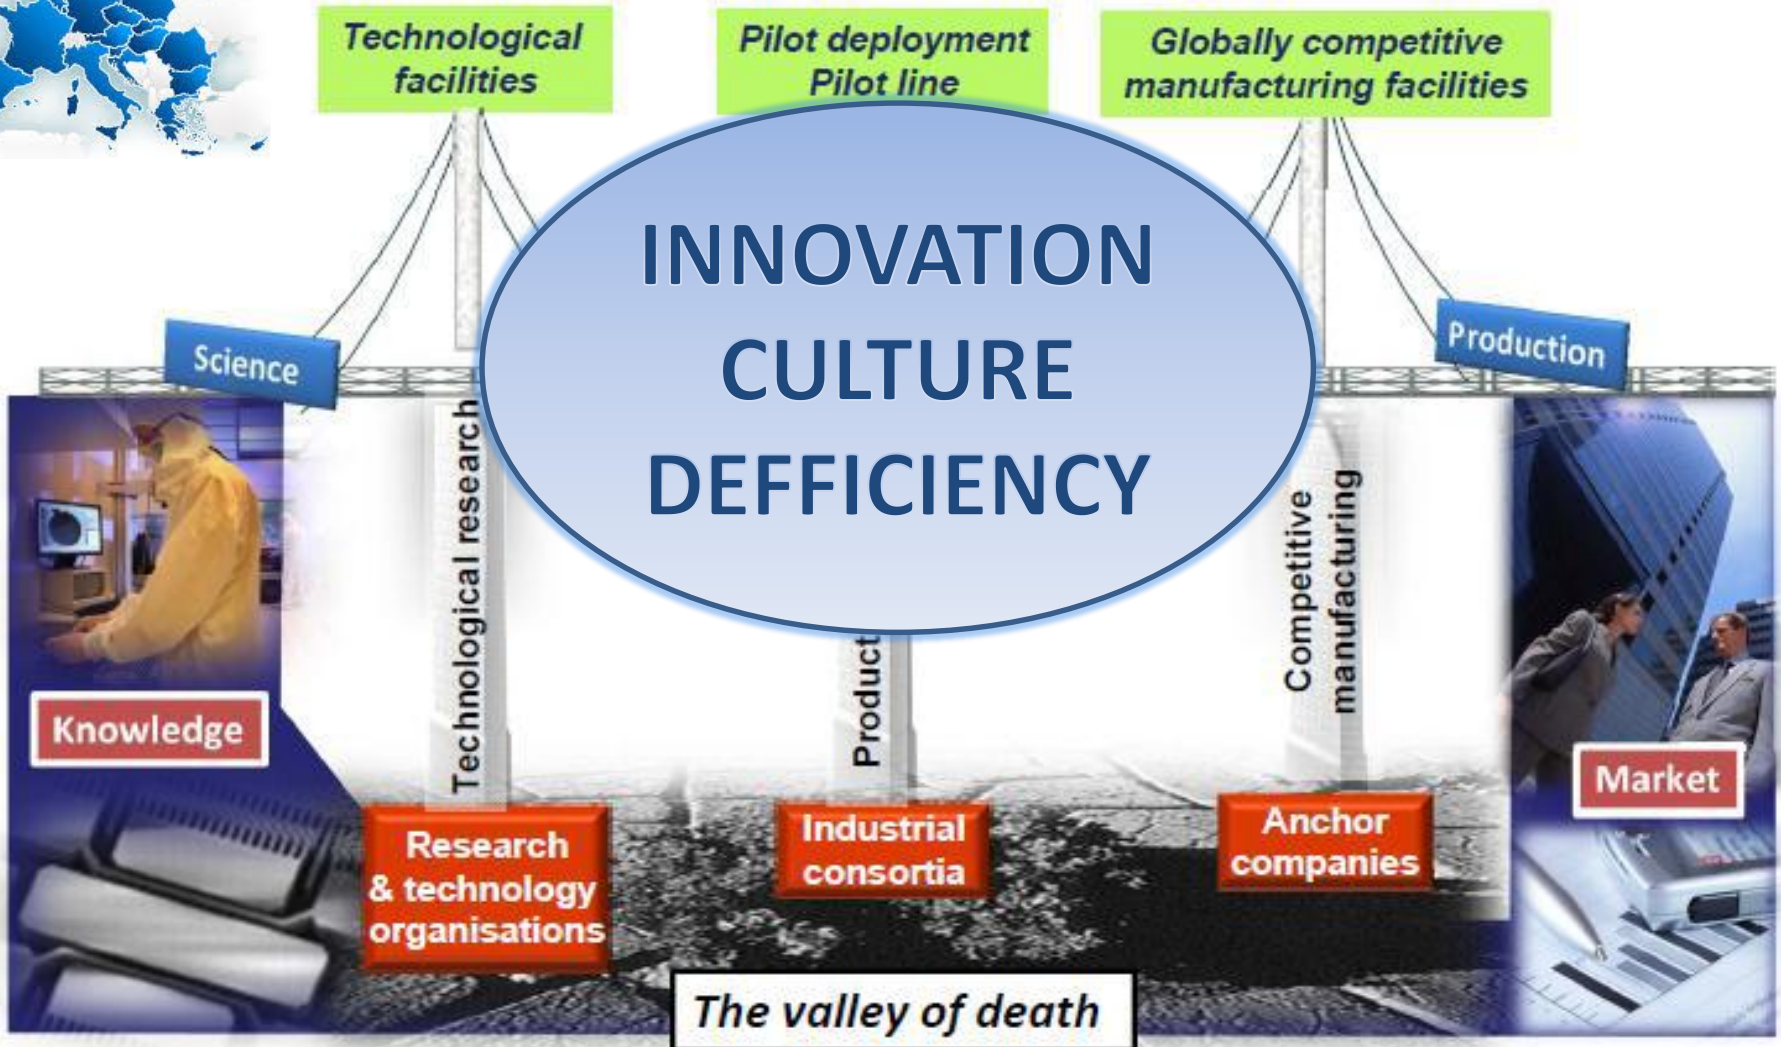 Technological
facilities
Pilot deployment
Pilot line
Globally competitive
manufacturing facilities
INNOVATION
CULTURE
DEFFICIENCY
Science
Production
Technological research
Product
Competitive
manufacturing
Knowledge
Market
Research
& technology
organisations
Industrial
consortia
Anchor
companies
The valley of death